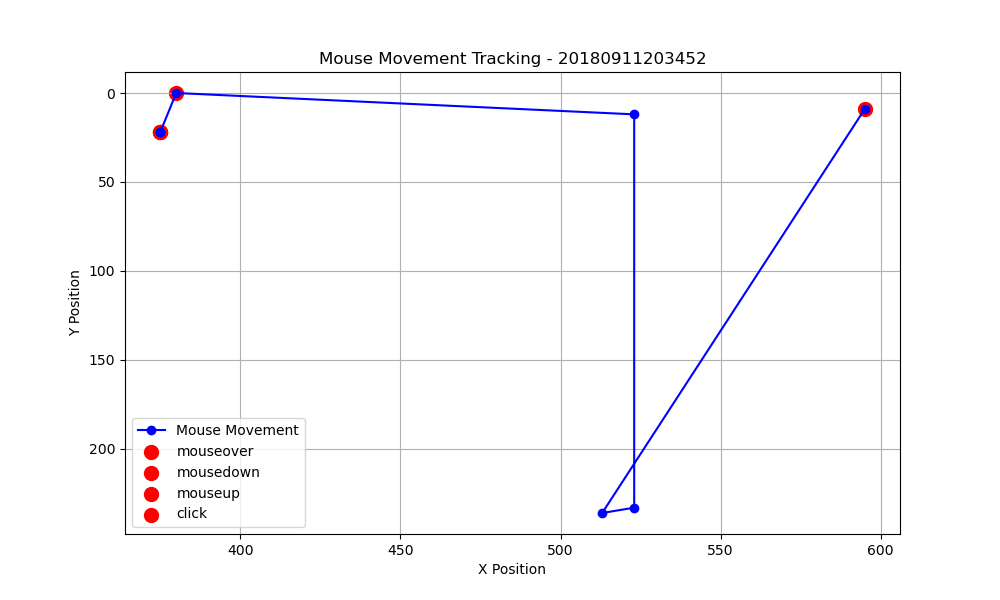 Mouse Movement Tracking - 20180911203452
0
50
100
150
200
Y Position
Mouse Movement
mouseover
mousedown
mouseup
click
400
450
500
550
600
X Position